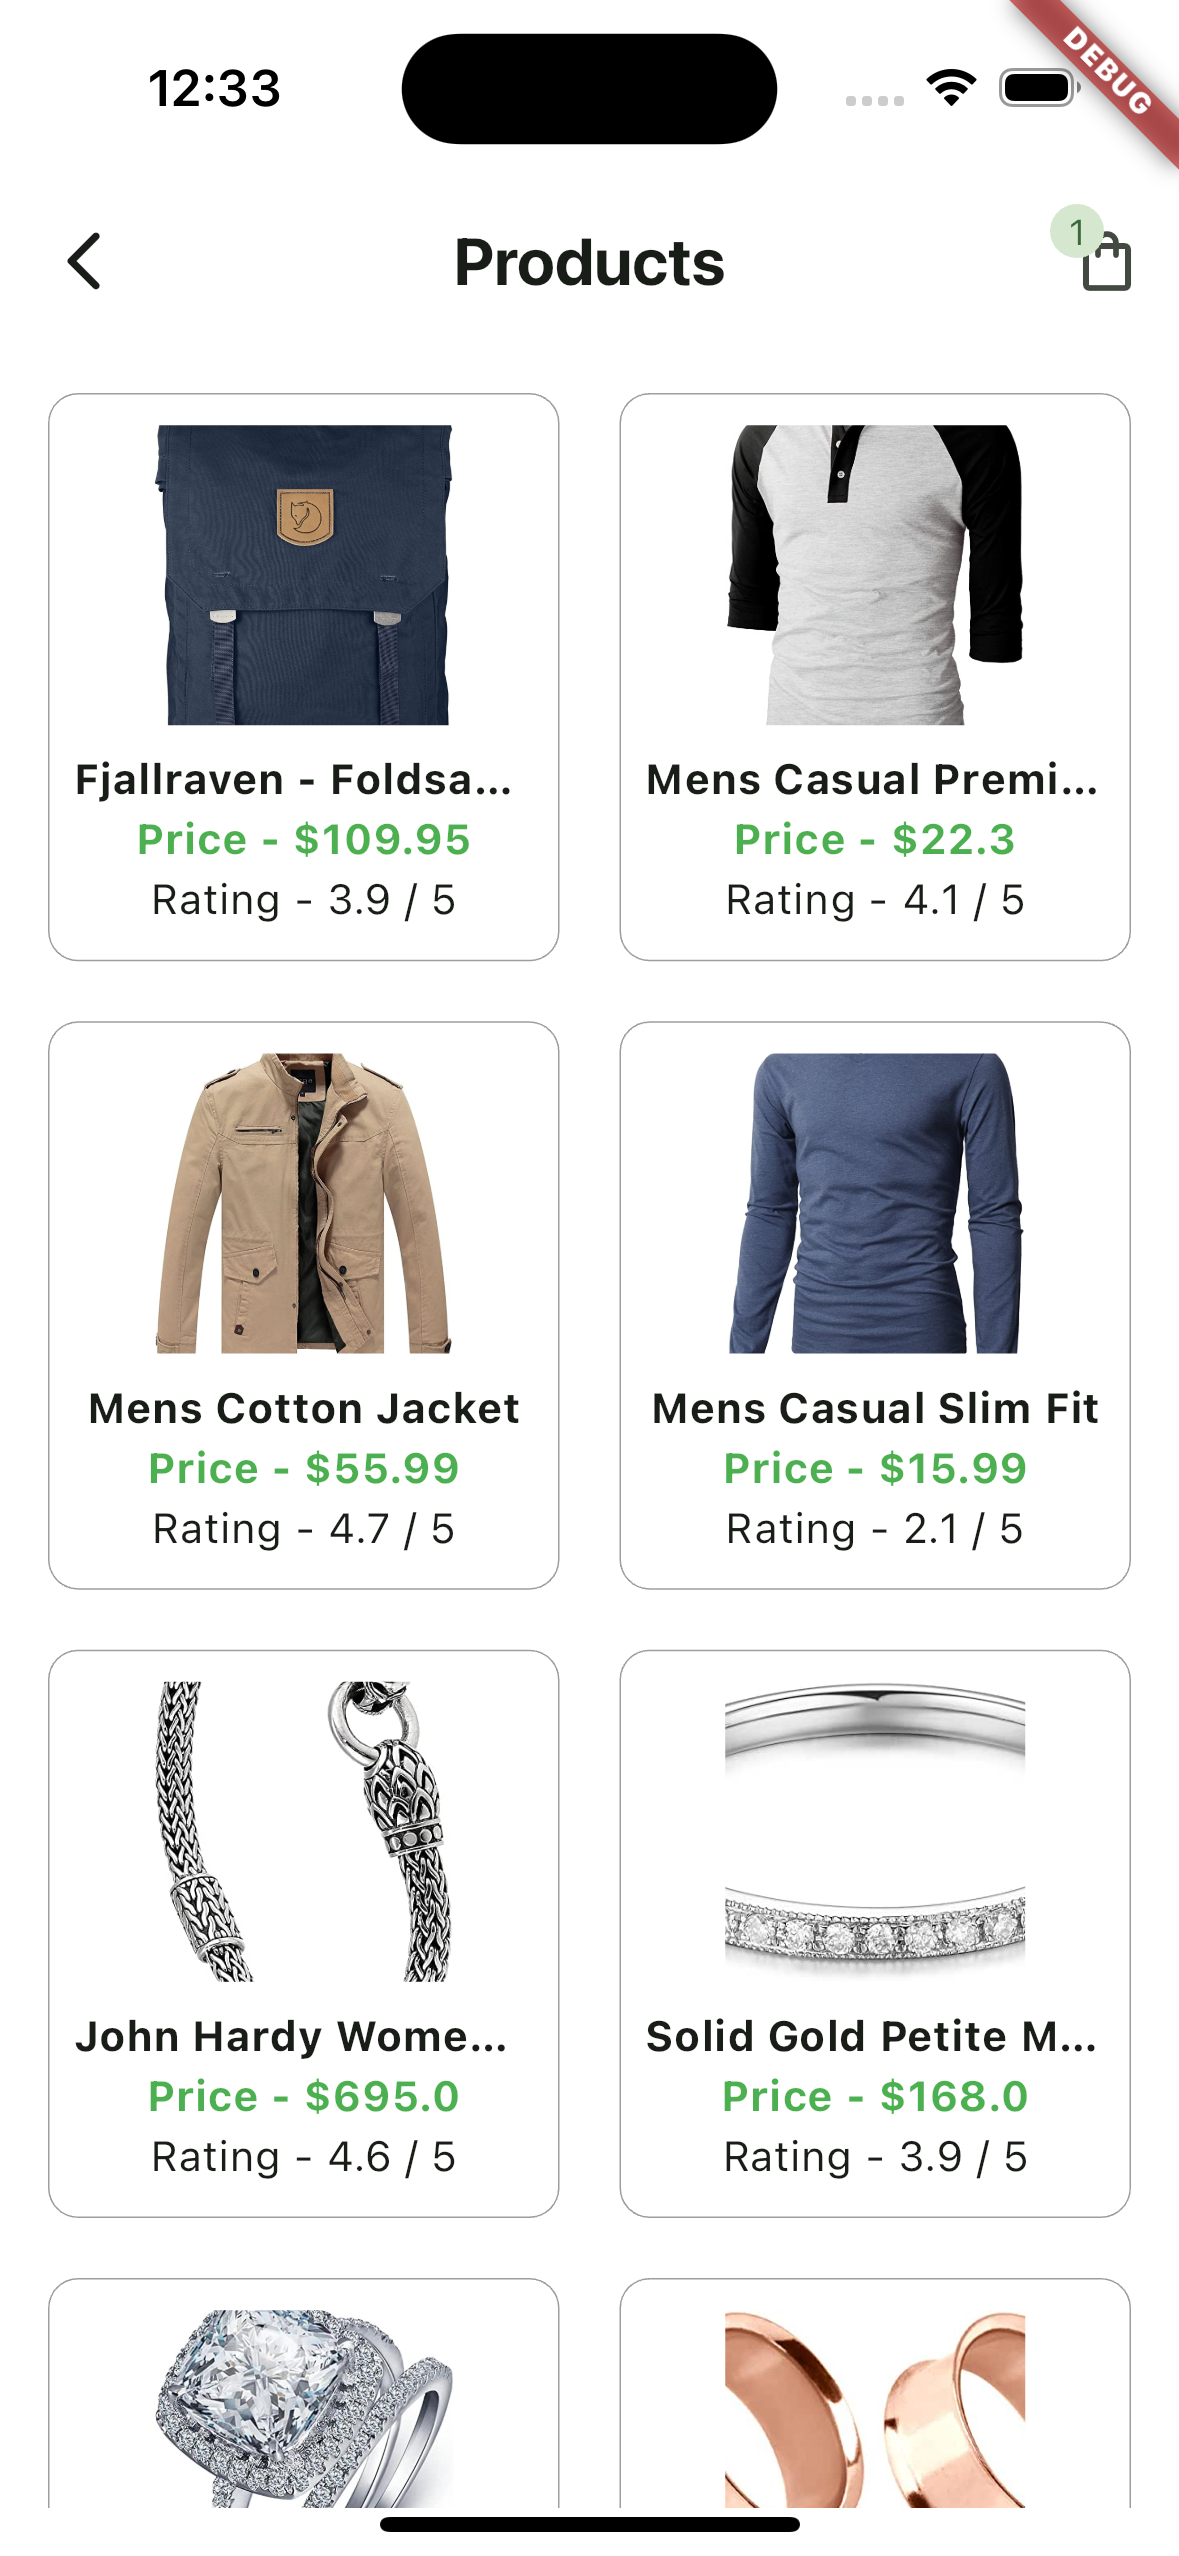 12:33
DEBUG
Products
1
Fjallraven - Foldsa...
Price - $109.95
Rating - 3.9 / 5
Mens Casual Premi...
Price - $22.3
Rating - 4.1 / 5
Mens Cotton Jacket
Price - $55.99
Rating - 4.7 / 5
Mens Casual Slim Fit
Price - $15.99
Rating - 2.1 / 5
John Hardy Wome...
Price - $695.0
Rating - 4.6 / 5
Solid Gold Petite M...
Price - $168.0
Rating - 3.9 / 5